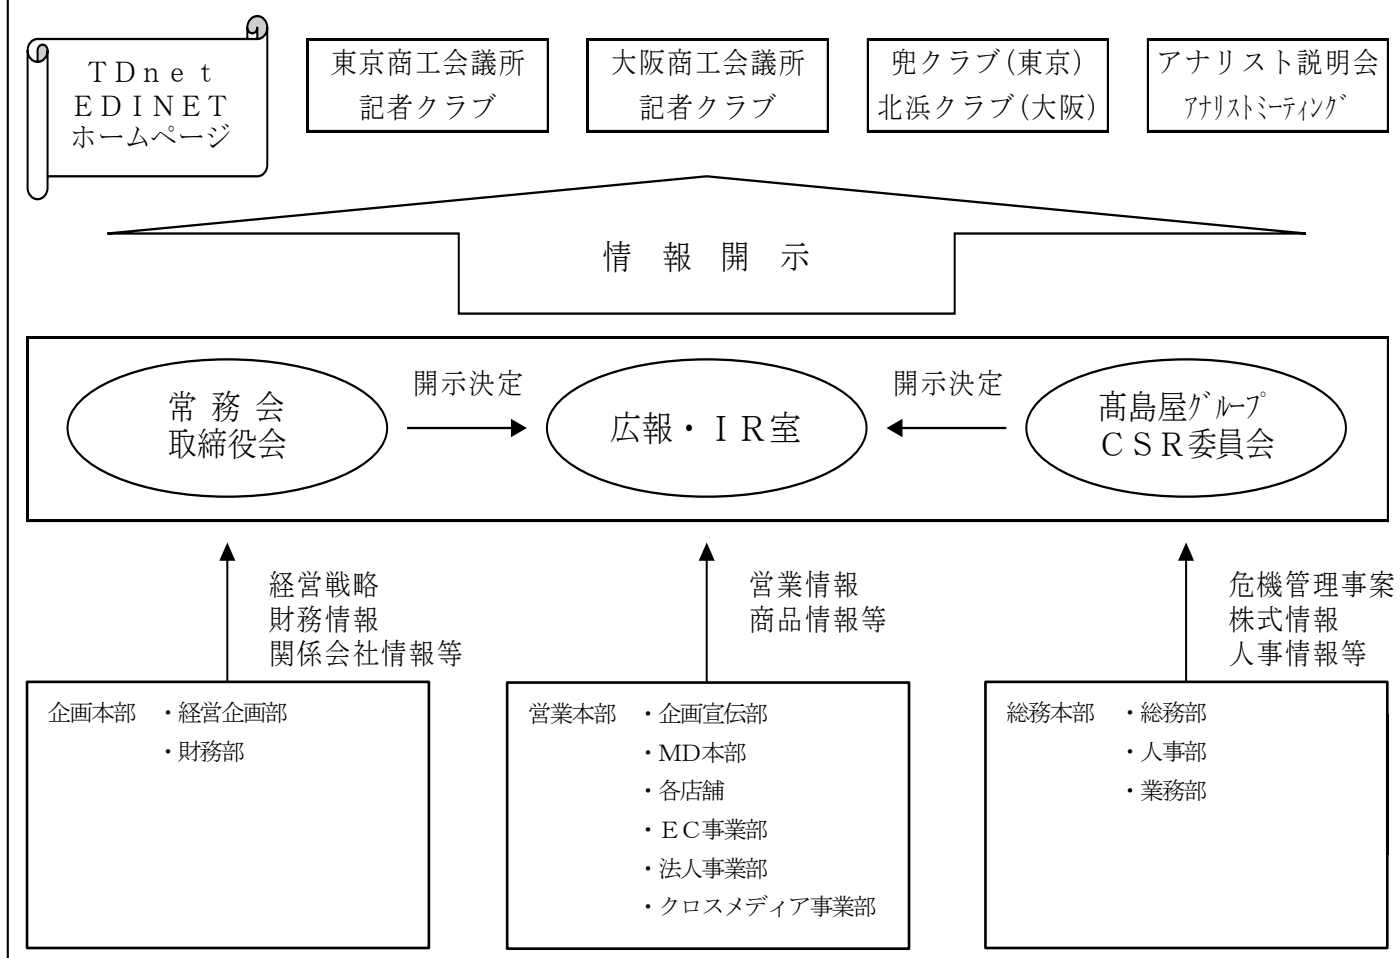 ＴＤｎｅｔ
ＥＤＩＮＥＴ
ホームページ
東京商工会議所
記者クラブ
大阪商工会議所
記者クラブ
兜クラブ(東京)
北浜クラブ(大阪)
アナリスト説明会
ｱﾅﾘｽﾄﾐｰﾃｨﾝｸﾞ
情　報　開　示
常 務 会
取締役会
開示決定
広報・ＩＲ室
開示決定
髙島屋ｸﾞﾙｰﾌﾟ
ＣＳＲ委員会
経営戦略
財務情報
関係会社情報等
営業情報
商品情報等
危機管理事案
株式情報
人事情報等
企画本部　・経営企画部
・財務部
営業本部　・企画宣伝部
・MD本部
・各店舗
・ＥＣ事業部
・法人事業部
・クロスメディア事業部
総務本部　・総務部
・人事部
・業務部